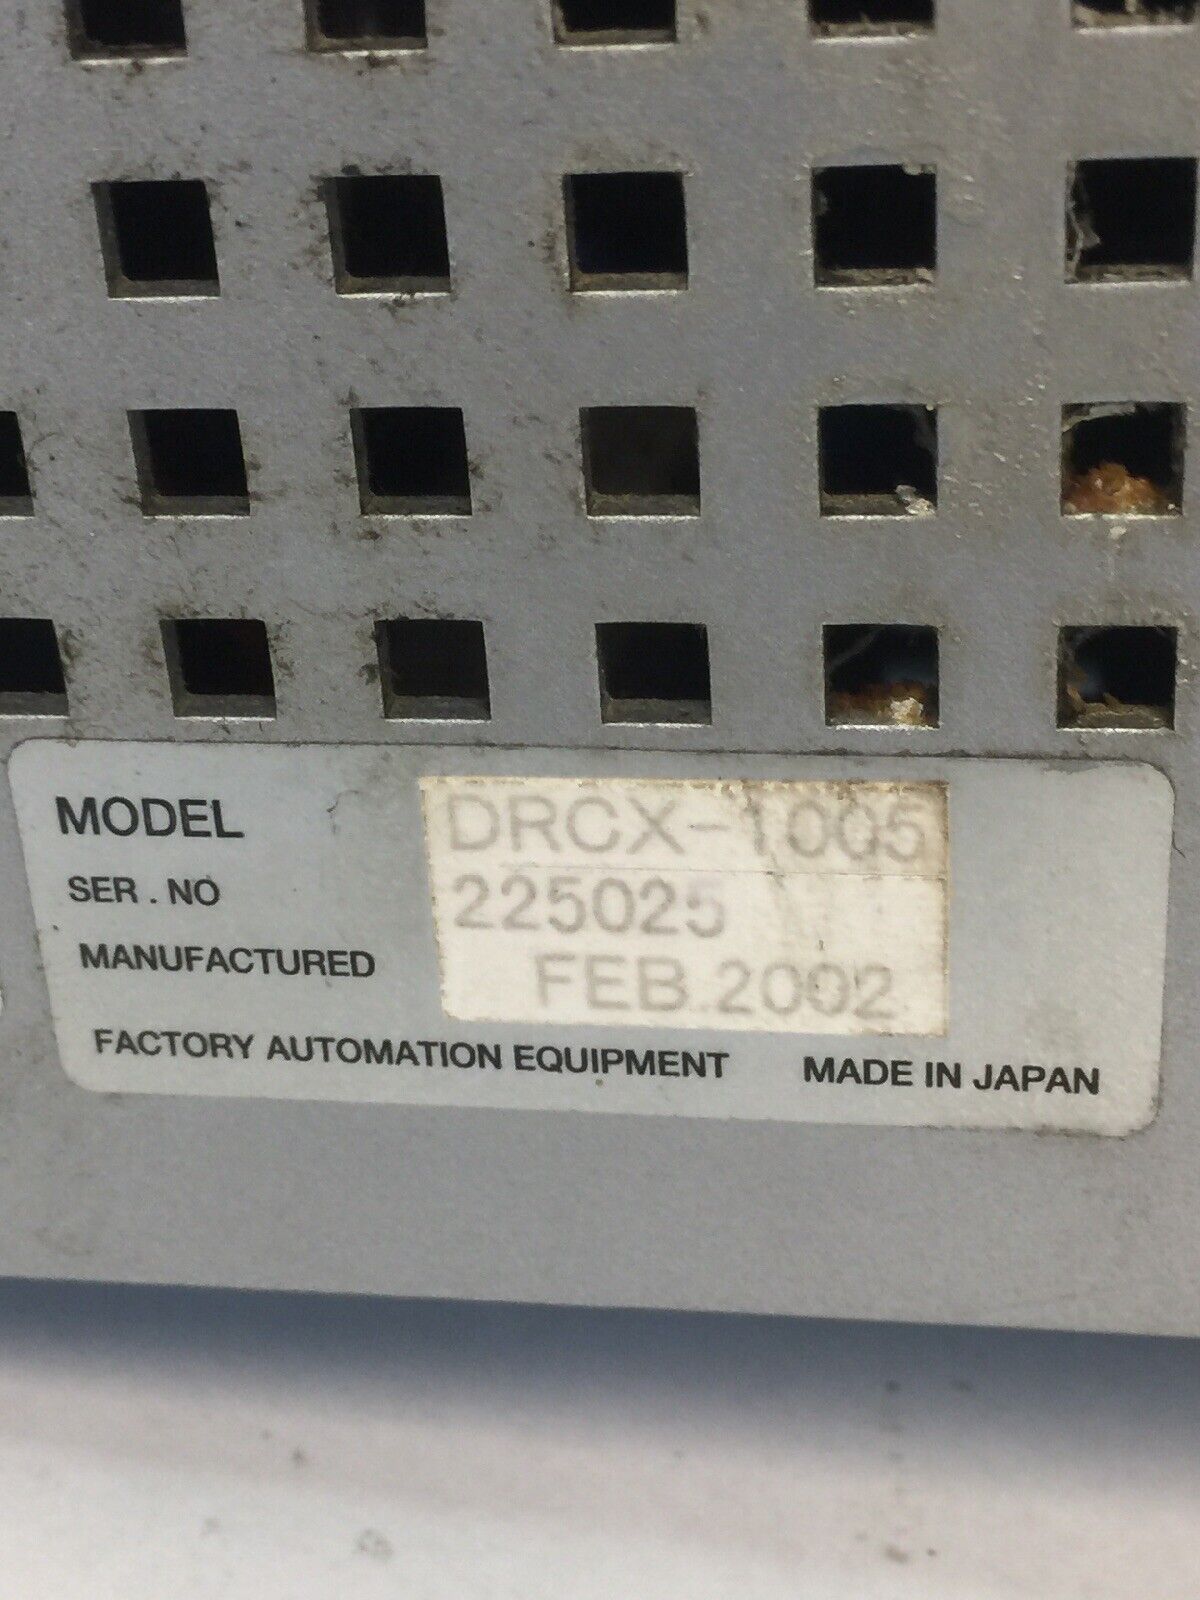 MODEL DRCX-1005
SER . NO 225025
MANUFACTURED FEB.2002
FACTORY AUTOMATION EQUIPMENT MADE IN JAPAN